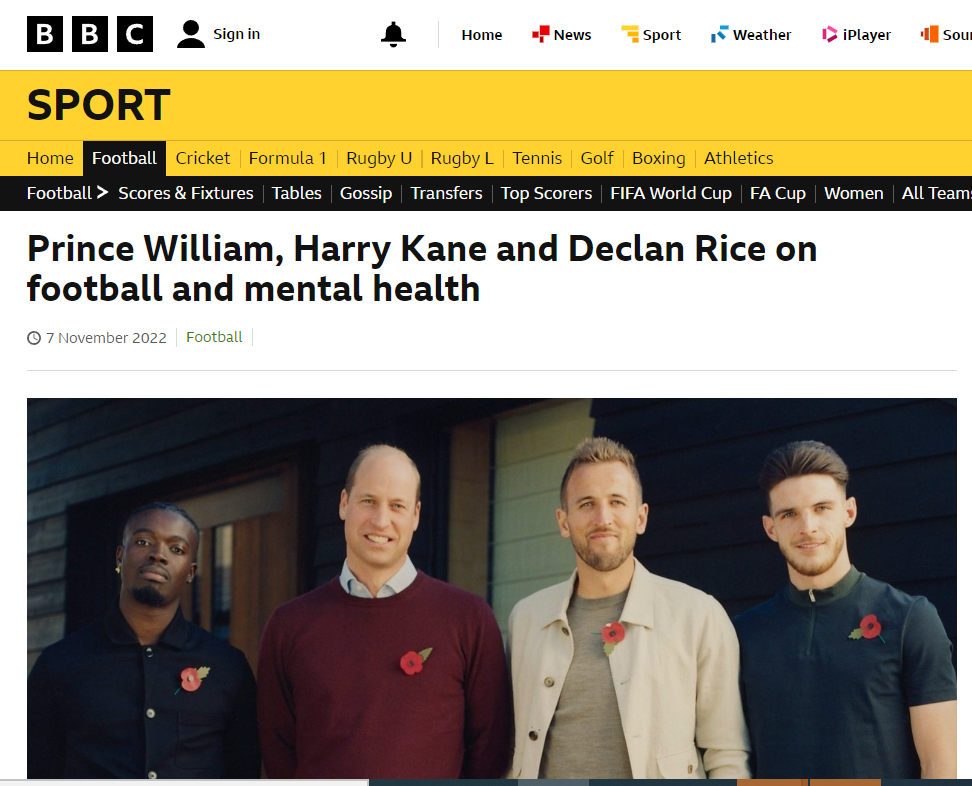 BBC Sign in Home News Sport Weather iPlayer
SPORT
Home Football Cricket Formula 1 Rugby U Rugby L Tennis Golf Boxing Athletics
Football Scores & Fixtures Tables Gossip Transfers Top Scorers FIFA World Cup FA Cup Women All Teams
Prince William, Harry Kane and Declan Rice on
football and mental health
7 November 2022 Football